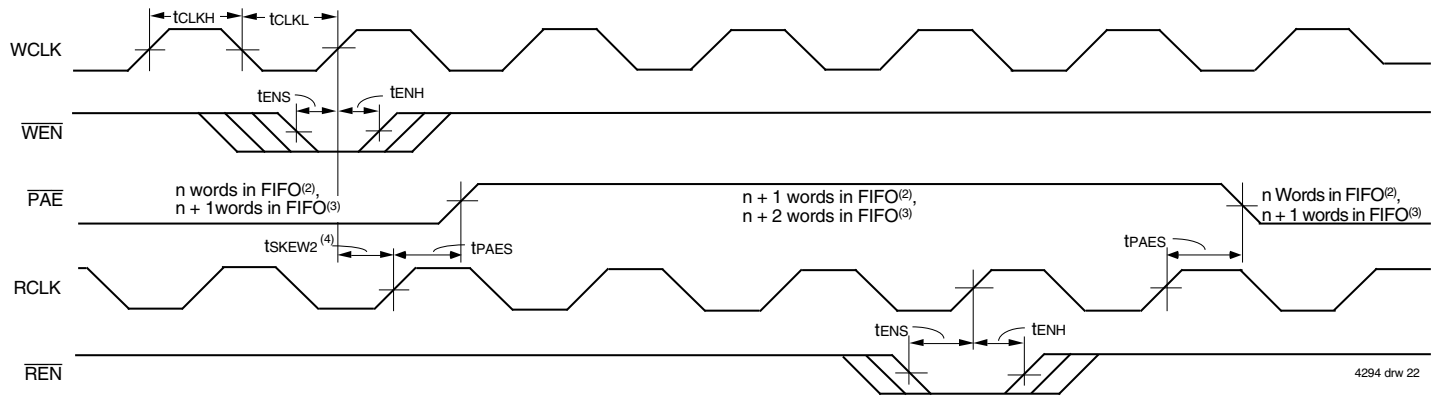 tCLKH tCLKL
WCLK
tENS tENH
WEN
n words in FIFO(2),
n + 1words in FIFO(3)
n + 1 words in FIFO(2),
n + 2 words in FIFO(3)
n Words in FIFO(2),
n + 1 words in FIFO(3)
PAE
tSKEW2 (4) tPAES tPAES
RCLK
tENS tENH
REN
4294 drw 22